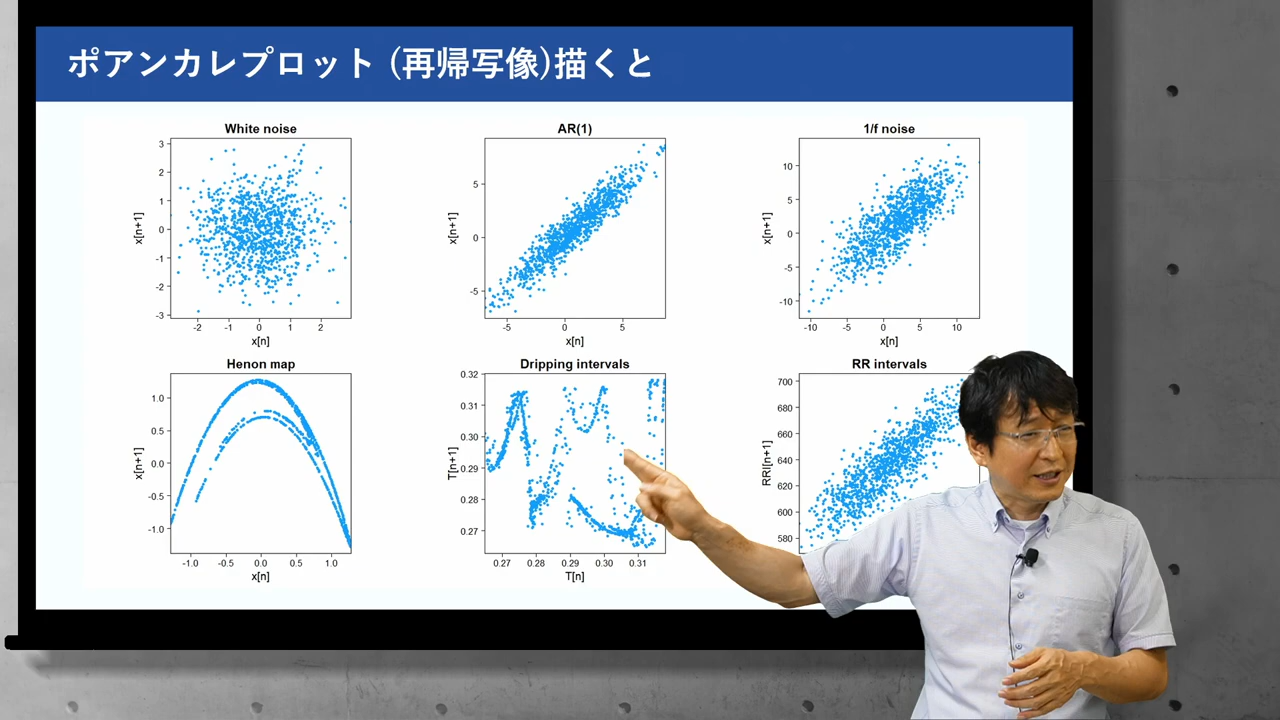 ポアンカレプロット (再帰写像)描くと
White noise
x[n+1]
3
2
1
0
-1
-2
-3
-2 -1 0 1 2
x[n]
AR(1)
x[n+1]
5
0
-5
-5 0 5
x[n]
1/f noise
x[n+1]
10
5
0
-5
-10
-10 -5 0 5 10
x[n]
Henon map
x[n+1]
1.0
0.5
0.0
-0.5
-1.0
-1.0 0.5 0.0 0.5 1.0
x[n]
Dripping intervals
T[n+1]
0.32
0.31
0.30
0.29
0.28
0.27
0.27 0.28 0.29 0.30 0.31
T[n]
RR intervals
RRI[n+1]
700
680
660
640
620
600
580